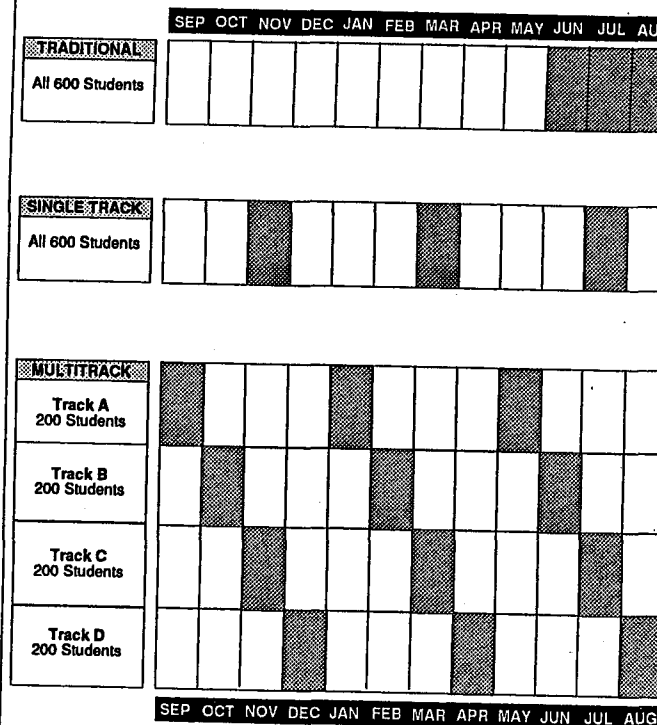 SEP OCT NOV DEC JAN FEB MAR APR MAY JUN JUL AU
TRADITIONAL
All 600 Students
SINGLE TRACK
All 600 Students
MULTITRACK
Track A
200 Students
Track B
200 Students
Track C
200 Students
Track D
200 Students
SEP OCT NOV DEC JAN FEB MAR APR MAY JUN JUL AUG